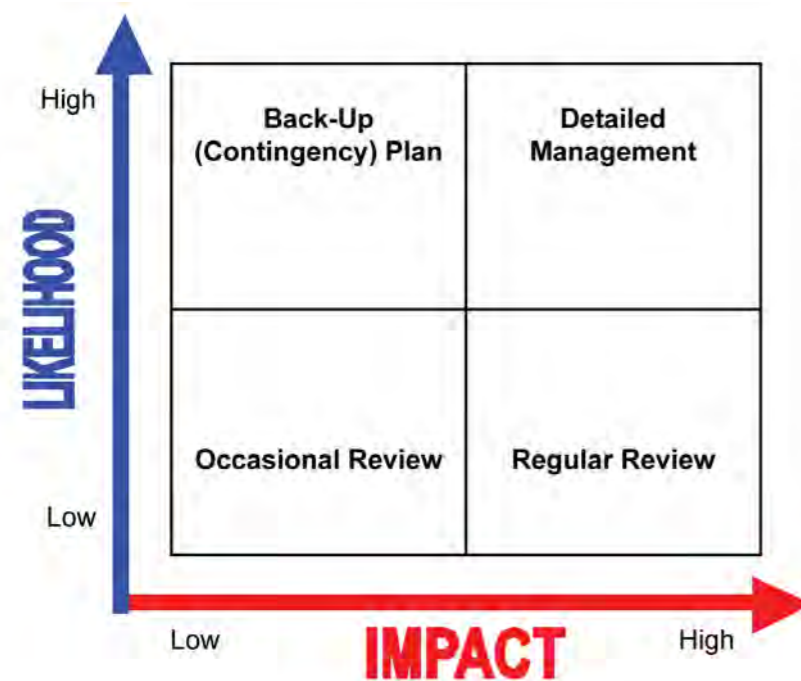 High
Back-Up
(Contingency) Plan
Detailed
Management
LIKELIHOOD
Occasional Review
Regular Review
Low
Low
IMPACT
High